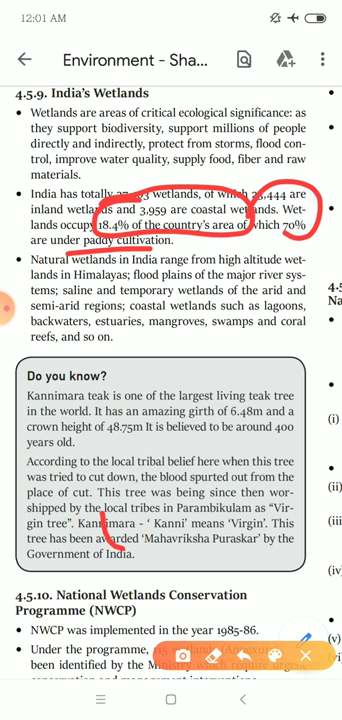 12:01 AM
Environment - Sha...
4.5.9. India's Wetlands
• Wetlands are areas of critical ecological significance: as
they support biodiversity, support millions of people
directly and indirectly, protect from storms, flood con-
trol, improve water quality, supply food, fiber and raw
materials.
• India has totally wetlands, of which 23,444 are
inland wetlands and 3,959 are coastal wetlands. Wet-
lands occupy 18.4% of the country's area of which 70%
are under paddy cultivation.
• Natural wetlands in India range from high altitude wet-
lands in Himalayas; flood plains of the major river sys-
tems; saline and temporary wetlands of the arid and
semi-arid regions; coastal wetlands such as lagoons,
backwaters, estuaries, mangroves, swamps and coral
reefs, and so on.
Do you know?
Kannimara teak is one of the largest living teak tree
in the world. It has an amazing girth of 6.48m and a
crown height of 48.75m It is believed to be around 400
years old.
According to the local tribal belief here when this tree
was tried to cut down, the blood spurted out from the
place of cut. This tree was being since then wor-
shipped by the local tribes in Parambikulam as "Vir-
gin tree". Kannimara - ' Kanni' means 'Virgin'. This
tree has been awarded 'Mahavriksha Puraskar' by the
Government of India.
4.5.10. National Wetlands Conservation
Programme (NWCP)
• NWCP was implemented in the year 1985-86.
• Under the programme, 115 wetlands
been identified by the Ministry which require urgent
4.5
Na
(i)
(ii)
(iii
(iv)
(v)